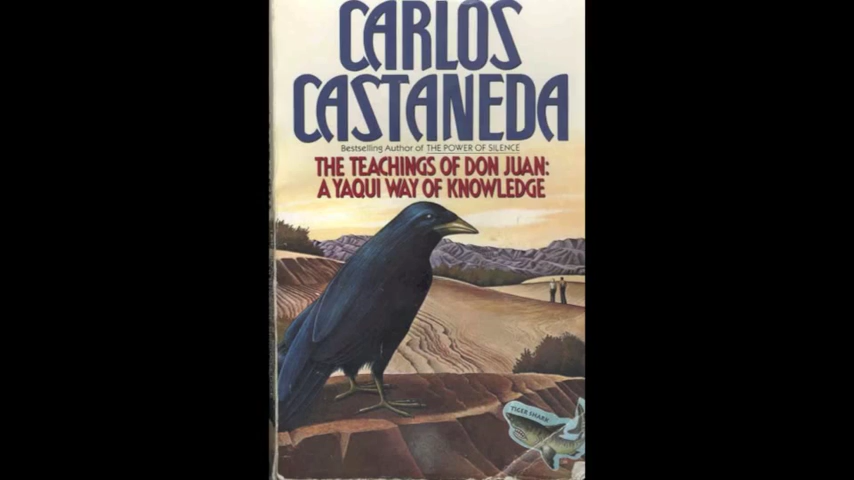 CARLOS
CASTANEDA
Bestselling Author of THE POWER OF SILENCE
THE TEACHINGS OF DON JUAN:
A YAQUI WAY OF KNOWLEDGE
TIGER SHARK